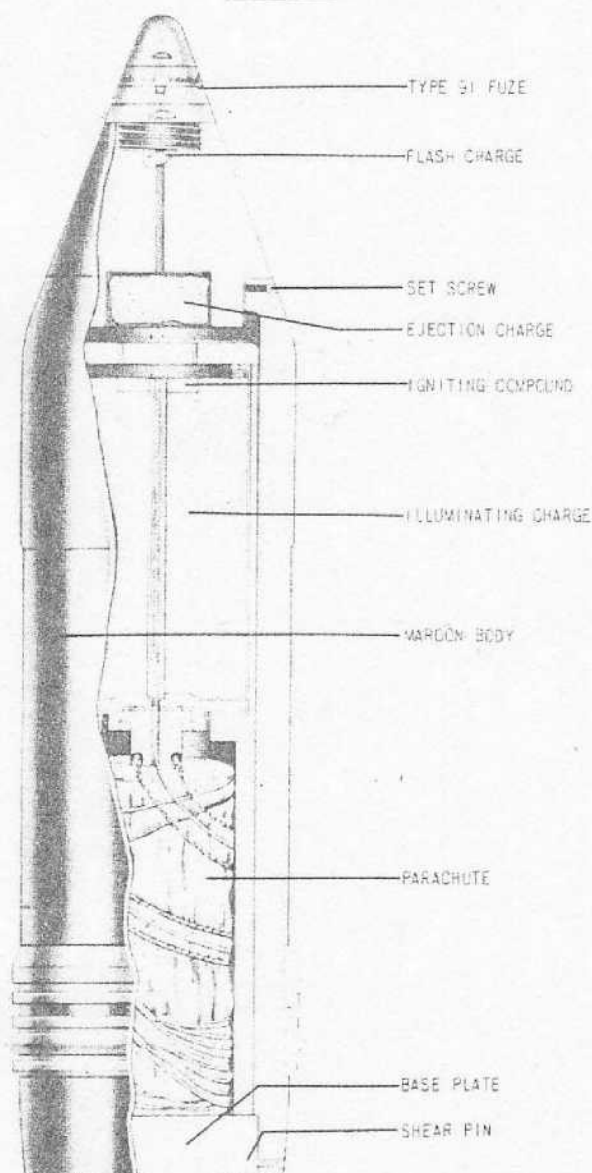 TYPE 91 FUZE
FLASH CHARGE
SET SCREW
EJECTION CHARGE
IGNITING COMPOUND
ILLUMINATING CHARGE
MAROON BODY
PARACHUTE
BASE PLATE
SHEAR PIN